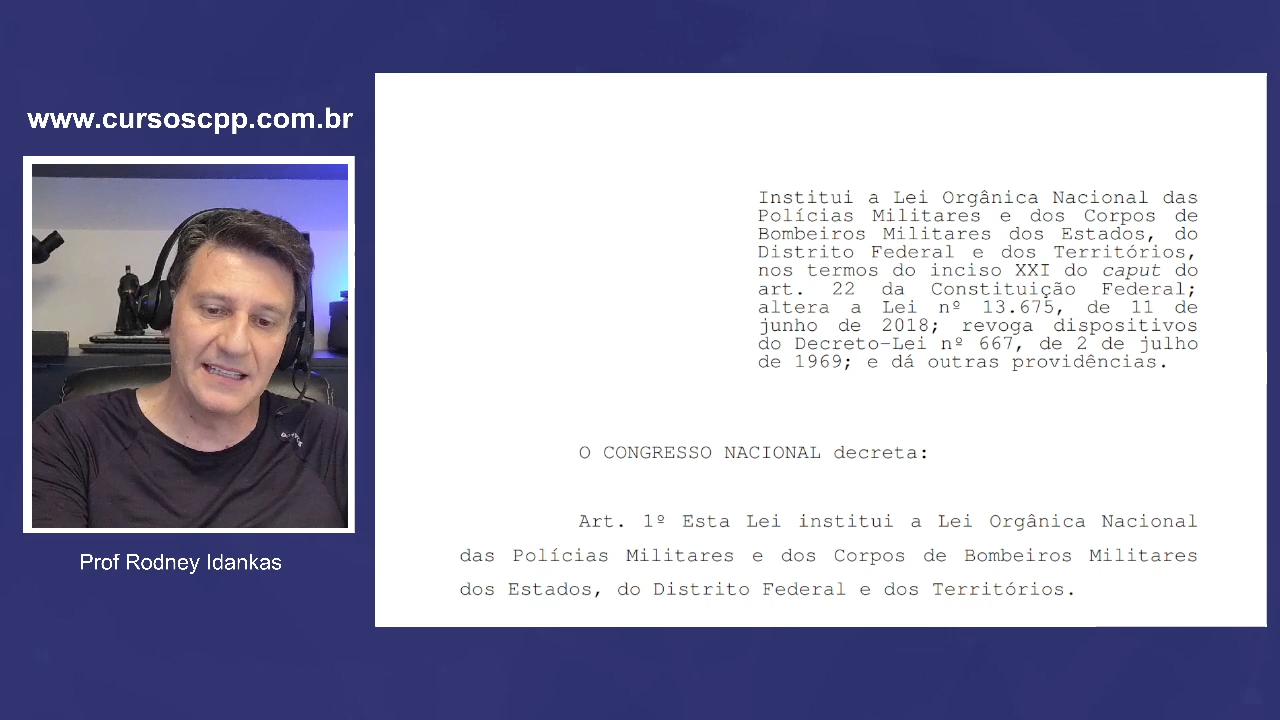 www.cursoscpp.com.br
Prof Rodney Idankas
Institui a Lei Orgânica Nacional das
Polícias Militares e dos Corpos de
Bombeiros Militares dos Estados, do
Distrito Federal e dos Territórios,
nos termos do inciso XXI do caput do
art. 22 da Constituição Federal;
altera a Lei nº 13.675, de 11 de
junho de 2018; revoga dispositivos
do Decreto-Lei nº 667, de 2 de julho
de 1969; e dá outras providências.
O CONGRESSO NACIONAL decreta:
Art. 1º Esta Lei institui a Lei Orgânica Nacional
das Polícias Militares e dos Corpos de Bombeiros Militares
dos Estados, do Distrito Federal e dos Territórios.